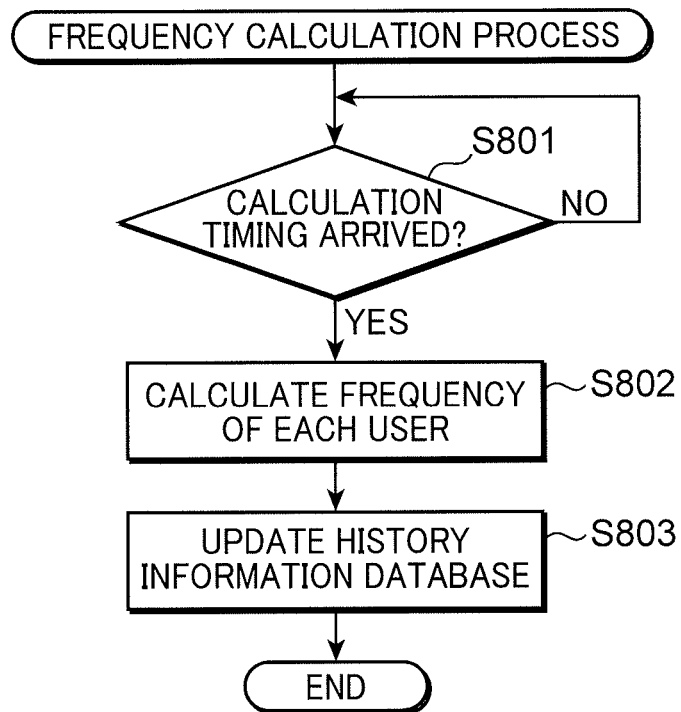 FREQUENCY CALCULATION PROCESS
S801
CALCULATION
TIMING ARRIVED?
NO
YES
CALCULATE FREQUENCY
OF EACH USER
S802
UPDATE HISTORY
INFORMATION DATABASE
S803
END